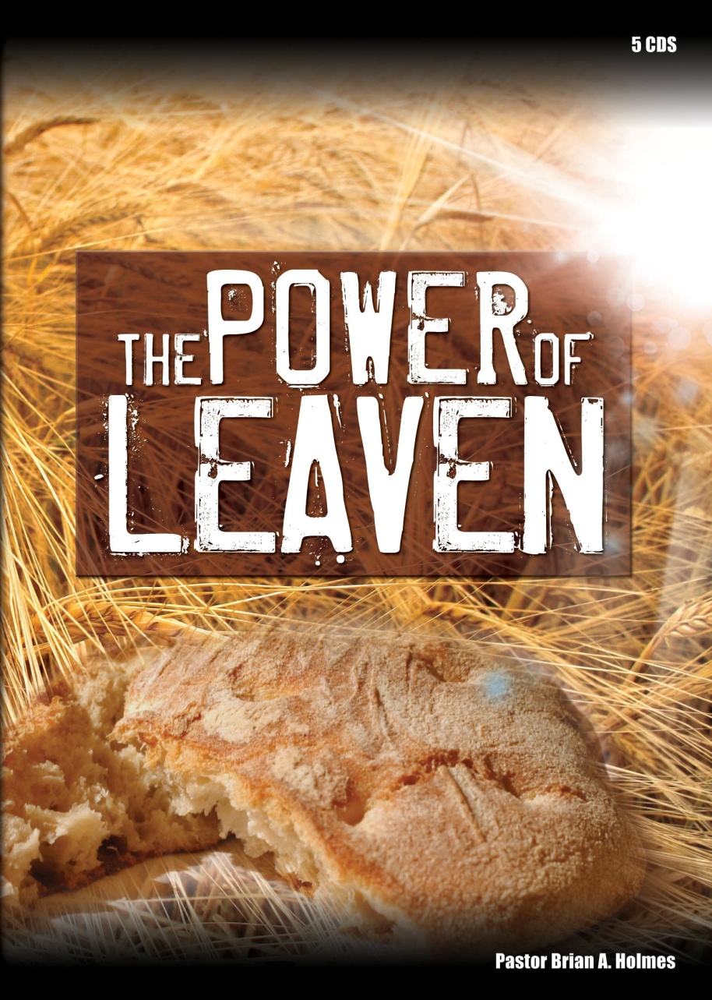 5 CDS
THE POWER OF
LEAVEN
Pastor Brian A. Holmes